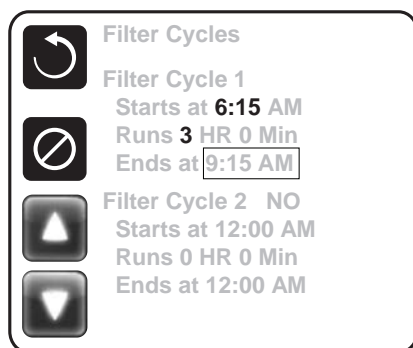 Filter Cycles
Filter Cycle 1
Starts at 6:15 AM
Runs 3 HR 0 Min
Ends at 9:15 AM
Filter Cycle 2 NO
Starts at 12:00 AM
Runs 0 HR 0 Min
Ends at 12:00 AM